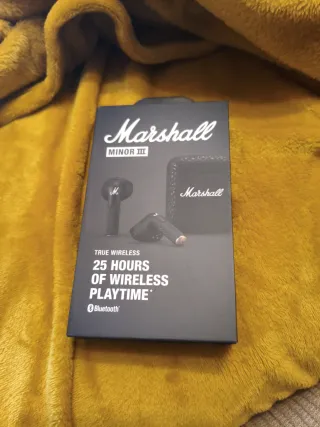 Marshall
MINOR III
Marshall
TRUE WIRELESS
25 HOURS
OF WIRELESS
PLAYTIME*
Bluetooth®